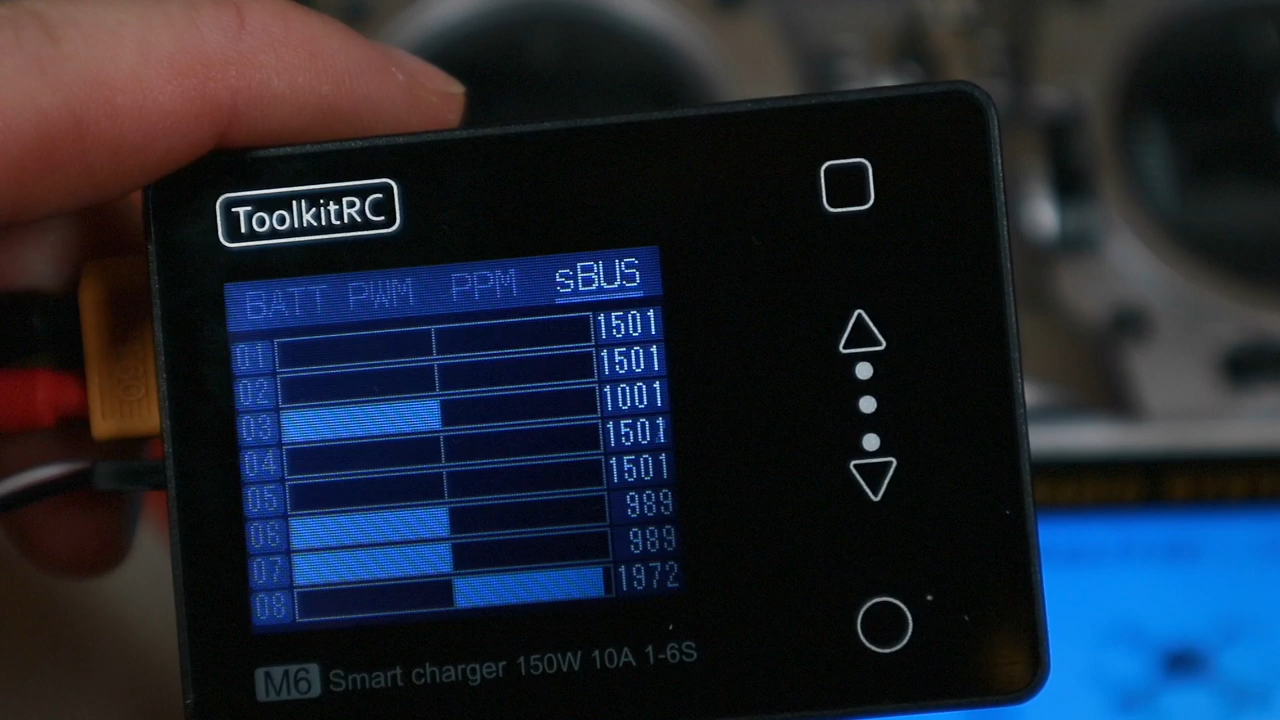 ToolkitRC
BATT PWM PPM sBUS
01 1501
02 1501
03 1001
04 1501
05 1501
06 989
07 989
08 1972
M6 Smart charger 150W 10A 1-6S